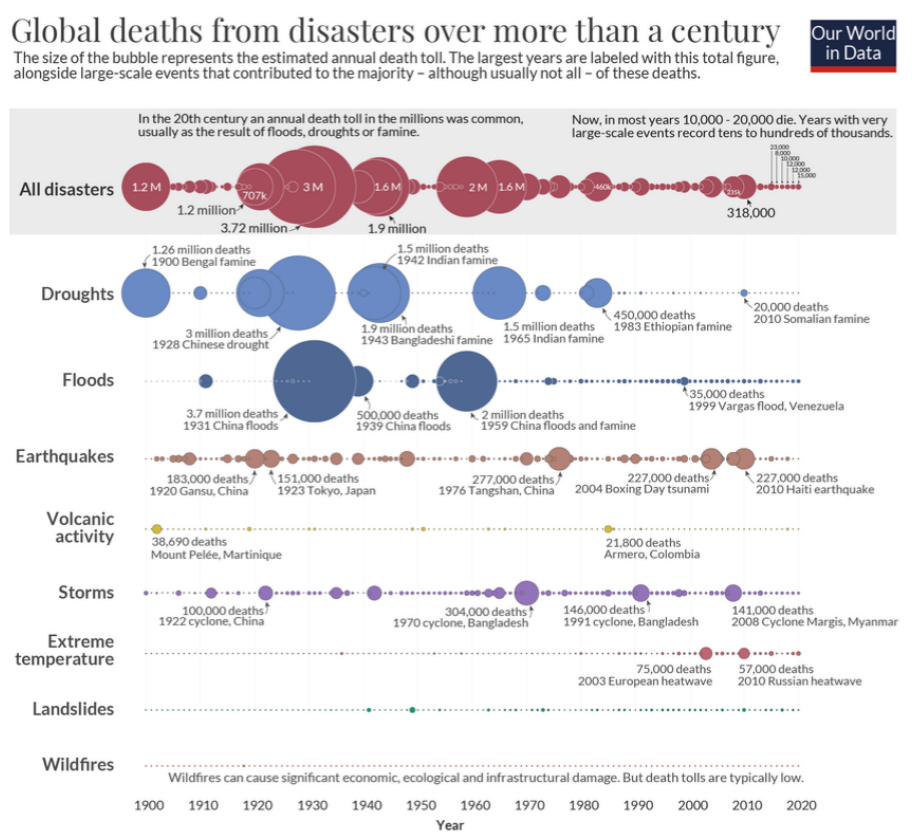 Global deaths from disasters over more than a century
Our World
in Data
The size of the bubble represents the estimated annual death toll. The largest years are labeled with this total figure,
alongside large-scale events that contributed to the majority – although usually not all – of these deaths.
In the 20th century an annual death toll in the millions was common,
usually as the result of floods, droughts or famine.
Now, in most years 10,000 - 20,000 die. Years with very
large-scale events record tens to hundreds of thousands.
23,000
8,000
10,000
12,000
15,000
All disasters
1.2 M
707k
3 M
1.6 M
2 M
1.6 M
460k
235k
1.2 million
3.72 million
1.9 million
318,000
1.26 million deaths
1900 Bengal famine
1.5 million deaths
1942 Indian famine
Droughts
3 million deaths
1928 Chinese drought
1.9 million deaths
1943 Bangladeshi famine
1.5 million deaths
1965 Indian famine
450,000 deaths
1983 Ethiopian famine
20,000 deaths
2010 Somalian famine
Floods
3.7 million deaths
1931 China floods
500,000 deaths
1939 China floods
2 million deaths
1959 China floods and famine
35,000 deaths
1999 Vargas flood, Venezuela
Earthquakes
183,000 deaths
1920 Gansu, China
151,000 deaths
1923 Tokyo, Japan
277,000 deaths
1976 Tangshan, China
227,000 deaths
2004 Boxing Day tsunami
227,000 deaths
2010 Haiti earthquake
Volcanic
activity
38,690 deaths
Mount Pelée, Martinique
21,800 deaths
Armero, Colombia
Storms
100,000 deaths
1922 cyclone, China
304,000 deaths
1970 cyclone, Bangladesh
146,000 deaths
1991 cyclone, Bangladesh
141,000 deaths
2008 Cyclone Margis, Myanmar
Extreme
temperature
75,000 deaths
2003 European heatwave
57,000 deaths
2010 Russian heatwave
Landslides
Wildfires
Wildfires can cause significant economic, ecological and infrastructural damage. But death tolls are typically low.
1900 1910 1920 1930 1940 1950 1960 1970 1980 1990 2000 2010 2020
Year